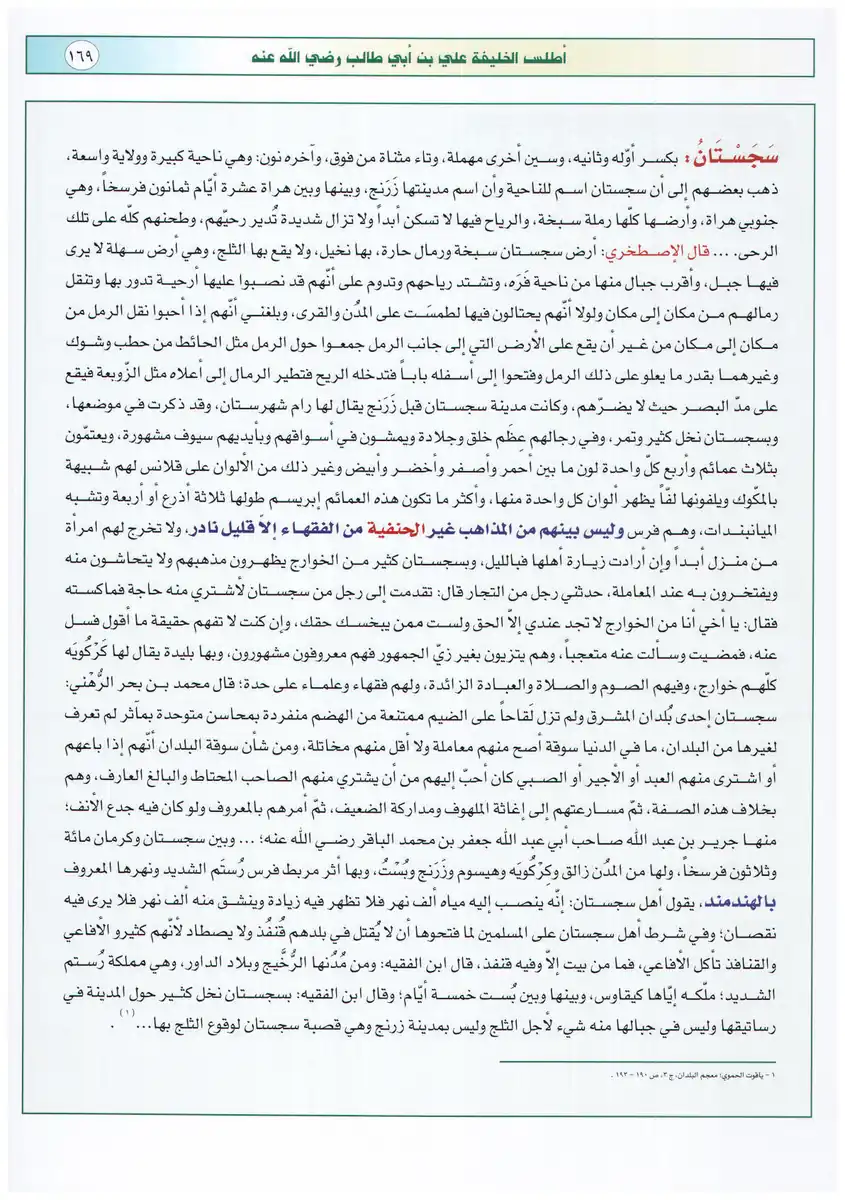 أطلس الخليفة علي بن أبي طالب رضي الله عنه
١٦٩
سَجَسْتَانُ: بكسر أوّله وثانيه، وسين أخرى مهملة، وتاء مثناة من فوق، وآخره نون: وهي ناحية كبيرة وولاية واسعة،
ذهب بعضهم إلى أن سجستان اسم للناحية وأن اسم مدينتها زَرَنج، وبينها وبين هراة عشرة أيّام ثمانون فرسخاً، وهي
جنوبي هراة، وأرضها كلّها رملة سبخة، والرياح فيها لا تسكن أبداً ولا تزال شديدة تُدير رحيّهم، وطحنهم كلّه على تلك
الرحى. ... قال الإصطخري: أرض سجستان سبخة ورمال حارة، بها نخيل، ولا يقع بها الثلج، وهي أرض سهلة لا يرى
فيها جبل، وأقرب جبال منها من ناحية فَرَه، وتشتد رياحهم وتدوم على أنّهم قد نصبوا عليها أرحية تدور بها وتنقل
رمالهم من مكان إلى مكان ولولا أنّهم يحتالون فيها لطمسَت على المدُن والقرى، وبلغني أنّهم إذا أحبوا نقل الرمل من
مكان إلى مكان من غير أن يقع على الأرض التي إلى جانب الرمل جمعوا حول الرمل مثل الحائط من حطب وشوك
وغيرهما بقدر ما يعلو على ذلك الرمل وفتحوا إلى أسفله باباً فتدخله الريح فتطير الرمال إلى أعلاه مثل الزّوبعة فيقع
على مدّ البصر حيث لا يضرّهم، وكانت مدينة سجستان قبل زَرَنج يقال لها رام شهرستان، وقد ذكرت في موضعها،
وبسجستان نخل كثير وتمر، وفي رجالهم عِظَم خلق وجلادة ويمشون في أسواقهم وبأيديهم سيوف مشهورة، ويعتمّون
بثلاث عمائم وأربع كلّ واحدة لون ما بين أحمر وأصفر وأخضر وأبيض وغير ذلك من الألوان على قلانس لهم شبيهة
بالمكّوك ويلفونها لفّاً يظهر ألوان كل واحدة منها، وأكثر ما تكون هذه العمائم إبريسم طولها ثلاثة أذرع أو أربعة وتشبه
الميانبندات، وهم فرس وليس بينهم من المذاهب غير الحنفية من الفقهاء إلاّ قليل نادر، ولا تخرج لهم امرأة
من منزل أبداً وإن أرادت زيارة أهلها فبالليل، وبسجستان كثير من الخوارج يظهرون مذهبهم ولا يتحاشون منه
ويفتخرون به عند المعاملة، حدثني رجل من التجار قال: تقدمت إلى رجل من سجستان لأشتري منه حاجة فماكسته
فقال: يا أخي أنا من الخوارج لا تجد عندي إلاّ الحق ولست ممن يبخسك حقك، وإن كنت لا تفهم حقيقة ما أقول فسل
عنه، فمضيت وسألت عنه متعجباً، وهم يتزيون بغير زيّ الجمهور فهم معروفون مشهورون، وبها بليدة يقال لها كَرْكُويَه
كلّهم خوارج، وفيهم الصوم والصلاة والعبادة الزائدة، ولهم فقهاء وعلماء على حدة؛ قال محمد بن بحر الرُّهْني:
سجستان إحدى بُلدان المشرق ولم تزل لَقاحاً على الضيم ممتنعة من الهضم منفردة بمحاسن متوحدة بمآثر لم تعرف
لغيرها من البلدان، ما في الدنيا سوقة أصح منهم معاملة ولا أقل منهم مخاتلة، ومن شأن سوقة البلدان أنّهم إذا باعهم
أو اشترى منهم العبد أو الأجير أو الصبي كان أحبّ إليهم من أن يشتري منهم الصاحب المحتاط والبالغ العارف، وهم
بخلاف هذه الصفة، ثمّ مسارعتهم إلى إغاثة الملهوف ومداركة الضعيف، ثمّ أمرهم بالمعروف ولو كان فيه جدع الأنف؛
منها جرير بن عبد الله صاحب أبي عبد الله جعفر بن محمد الباقر رضي الله عنه؛ ... وبين سجستان وكرمان مائة
وثلاثون فرسخاً، ولها من المدُن زالق وكِرْكُويَه وهيسوم وزَرَنج وبُسْتُ، وبها أثر مربط فرس رُستَم الشديد ونهرها المعروف
بالهندمند، يقول أهل سجستان: إنّه ينصب إليه مياه ألف نهر فلا تظهر فيه زيادة وينشق منه ألف نهر فلا يرى فيه
نقصان؛ وفي شرط أهل سجستان على المسلمين لما فتحوها أن لا يُقتل في بلدهم قُنفُذ ولا يصطاد لأنّهم كثيرو الأفاعي
والقنافذ تأكل الأفاعي، فما من بيت إلاّ وفيه قنفذ، قال ابن الفقيه: ومن مُدُنها الرُّخَّيج وبلاد الداور، وهي مملكة رُستم
الشديد؛ ملّكه إيّاها كيقاوس، وبينها وبين بُست خمسة أيّام؛ وقال ابن الفقيه: بسجستان نخل كثير حول المدينة في
رساتيقها وليس في جبالها منه شيء لأجل الثلج وليس بمدينة زرنج وهي قصبة سجستان لوقوع الثلج بها...(١) .
١ - ياقوت الحموي؛ معجم البلدان، ج ٣، ص ١٩٠ - ١٩٣ .